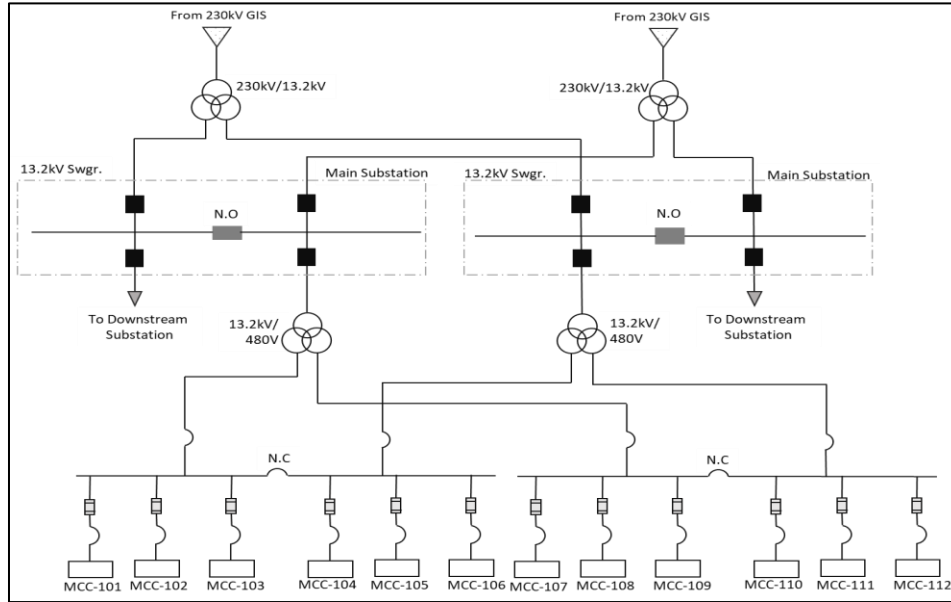 From 230kV GIS
From 230kV GIS
230kV/13.2kV
230kV/13.2kV
13.2kV Swgr.
Main Substation
13.2kV Swgr.
Main Substation
N.O
N.O
To Downstream
Substation
13.2kV/
480V
13.2kV/
480V
To Downstream
Substation
N.C
N.C
MCC-101
MCC-102
MCC-103
MCC-104
MCC-105
MCC-106
MCC-107
MCC-108
MCC-109
MCC-110
MCC-111
MCC-112